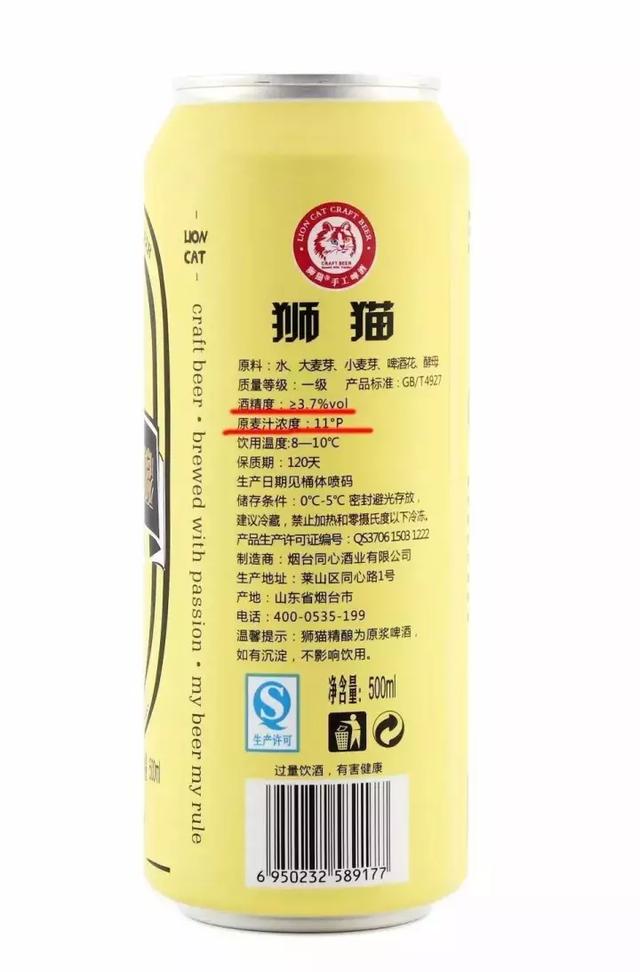 LION CAT CRAFT BEER
CRAFT BEER
狮猫®手工啤酒
狮猫
LION
CAT
craft beer • brewed with passion • my beer my rule
原料：水、大麦芽、小麦芽、啤酒花、酵母
质量等级：一级 产品标准：GB/T4927
酒精度：≥3.7%vol
原麦汁浓度：11°P
饮用温度:8—10℃
保质期：120天
生产日期见桶体喷码
储存条件：0℃-5℃ 密封避光存放，
建议冷藏，禁止加热和零摄氏度以下冷冻。
产品生产许可证编号：QS3706 1503 1222
制造商：烟台同心酒业有限公司
生产地址：莱山区同心路1号
产地：山东省烟台市
电话：400-0535-199
温馨提示：狮猫精酿为原浆啤酒，
如有沉淀，不影响饮用。
生产许可
净含量：500ml
过量饮酒，有害健康
6 950232 589177
500ml